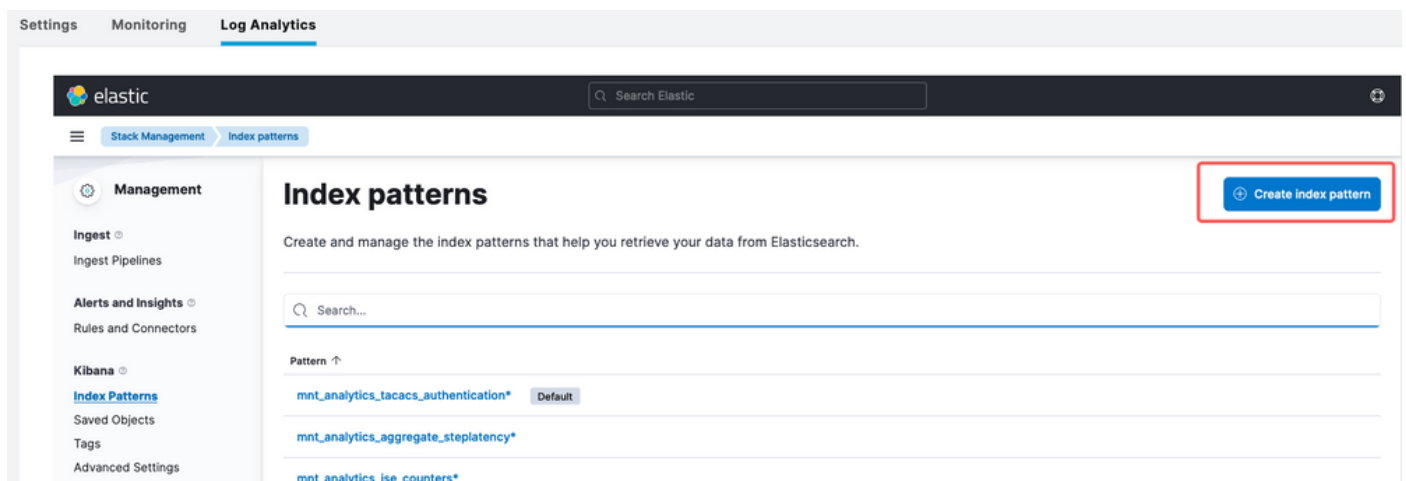 Settings Monitoring Log Analytics
elastic Search Elastic
Stack Management Index patterns
Management
Index patterns
Create index pattern
Ingest
Create and manage the index patterns that help you retrieve your data from Elasticsearch.
Ingest Pipelines
Alerts and Insights
Search...
Rules and Connectors
Pattern ↑
Kibana
Index Patterns
mnt_analytics_tacacs_authentication* Default
Saved Objects
Tags
mnt_analytics_aggregate_steplatency*
Advanced Settings
mnt_analytics_ise_counters*